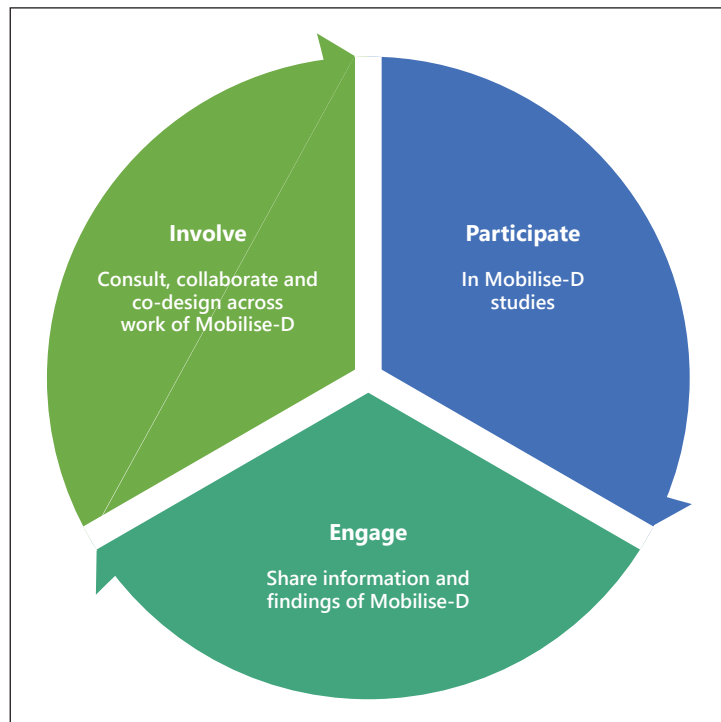 Involve
Consult, collaborate and
co-design across
work of Mobilise-D
Participate
In Mobilise-D
studies
Engage
Share information and
findings of Mobilise-D